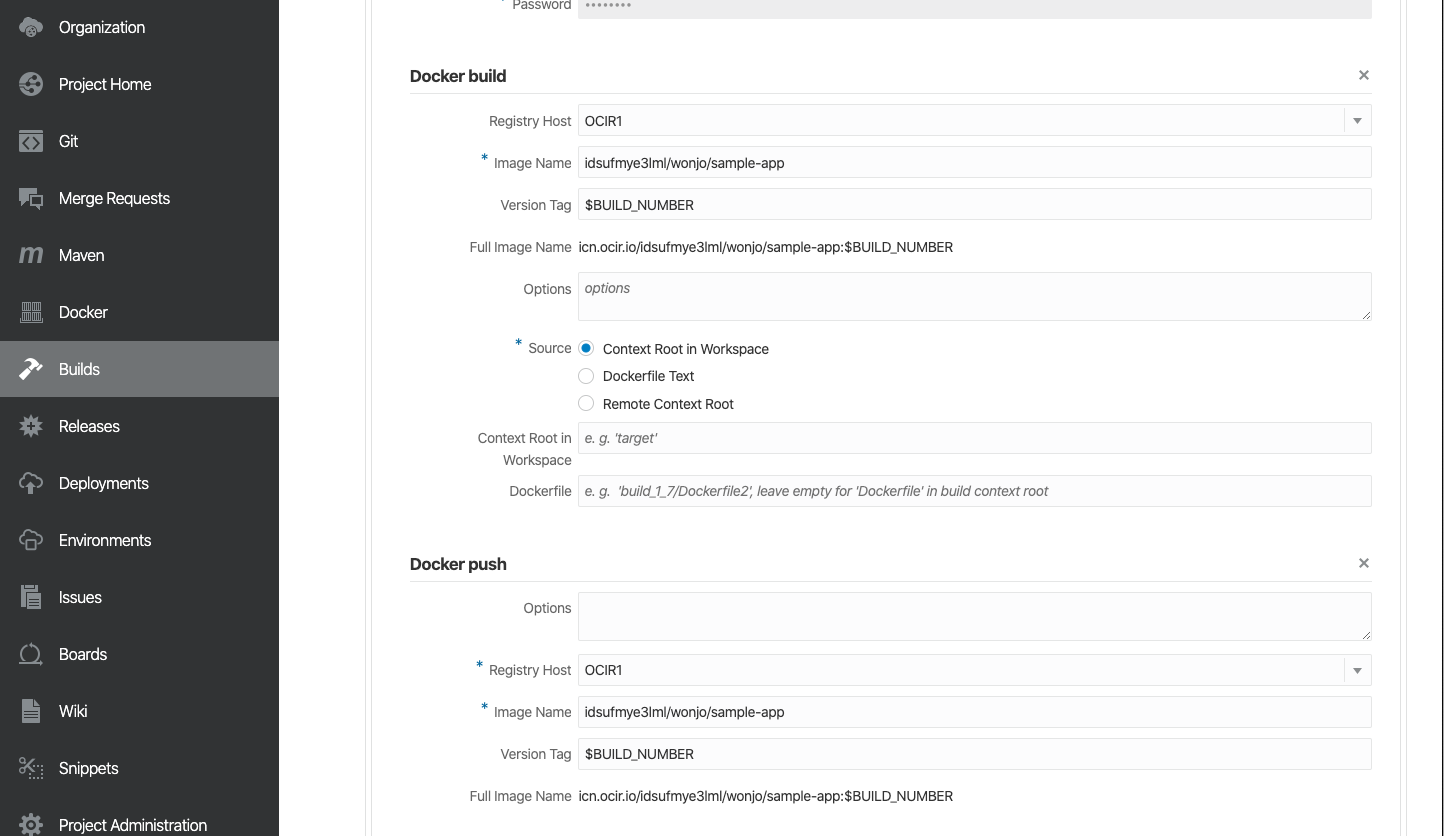 Organization
Project Home
Git
Merge Requests
Maven
Docker
Builds
Releases
Deployments
Environments
Issues
Boards
Wiki
Snippets
Project Administration
* Password ••••••••
Docker build ×
Registry Host OCIR1
* Image Name idsufmye3lml/wonjo/sample-app
Version Tag $BUILD_NUMBER
Full Image Name icn.ocir.io/idsufmye3lml/wonjo/sample-app:$BUILD_NUMBER
Options options
* Source Context Root in Workspace
Dockerfile Text
Remote Context Root
Context Root in e. g. 'target'
Workspace
Dockerfile e. g. 'build_1_7/Dockerfile2', leave empty for 'Dockerfile' in build context root
Docker push ×
Options
* Registry Host OCIR1
* Image Name idsufmye3lml/wonjo/sample-app
Version Tag $BUILD_NUMBER
Full Image Name icn.ocir.io/idsufmye3lml/wonjo/sample-app:$BUILD_NUMBER